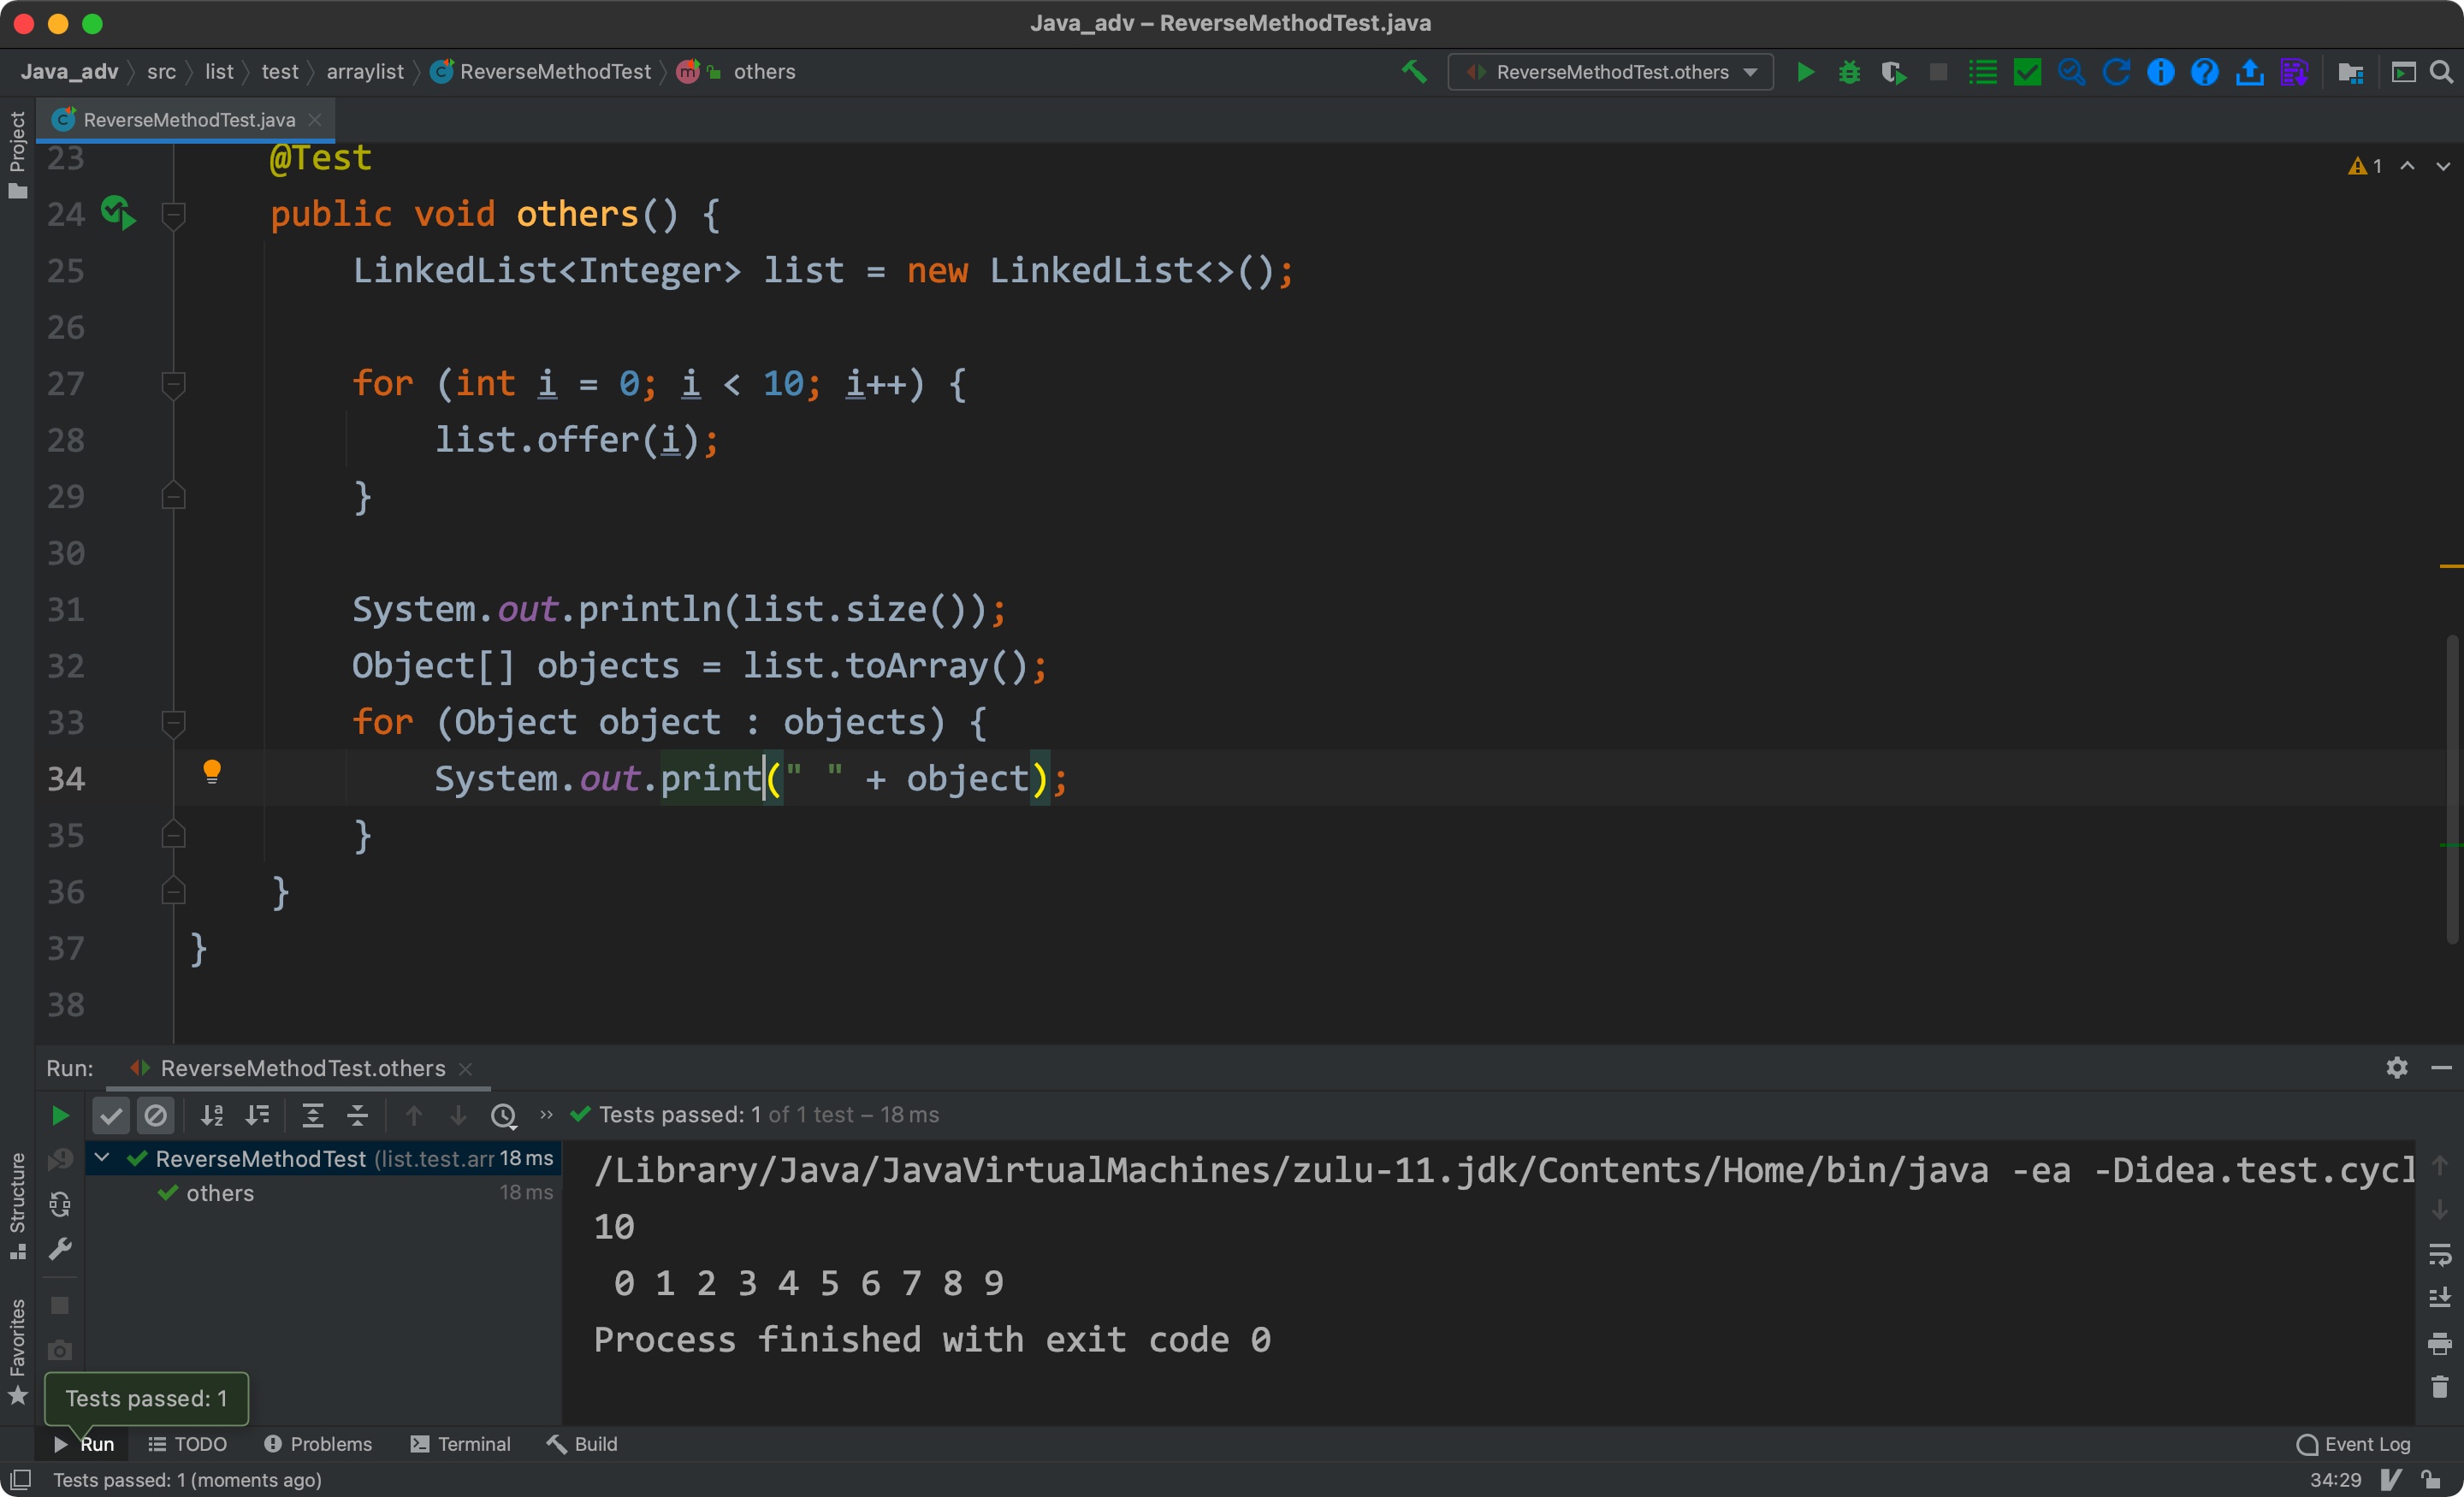 Java_adv – ReverseMethodTest.java
Java_adv src list test arraylist ReverseMethodTest others
ReverseMethodTest.others
Project
ReverseMethodTest.java
1
23 @Test
24 public void others() {
25 LinkedList<Integer> list = new LinkedList<>();
26
27 for (int i = 0; i < 10; i++) {
28 list.offer(i);
29 }
30
31 System.out.println(list.size());
32 Object[] objects = list.toArray();
33 for (Object object : objects) {
34 System.out.print(" " + object);
35 }
36 }
37 }
38
Run: ReverseMethodTest.others
Tests passed: 1 of 1 test – 18 ms
ReverseMethodTest (list.test.arr 18 ms
others 18 ms
/Library/Java/JavaVirtualMachines/zulu-11.jdk/Contents/Home/bin/java -ea -Didea.test.cycl
10
0 1 2 3 4 5 6 7 8 9
Process finished with exit code 0
Structure
Favorites
Tests passed: 1
Run TODO Problems Terminal Build Event Log
Tests passed: 1 (moments ago) 34:29